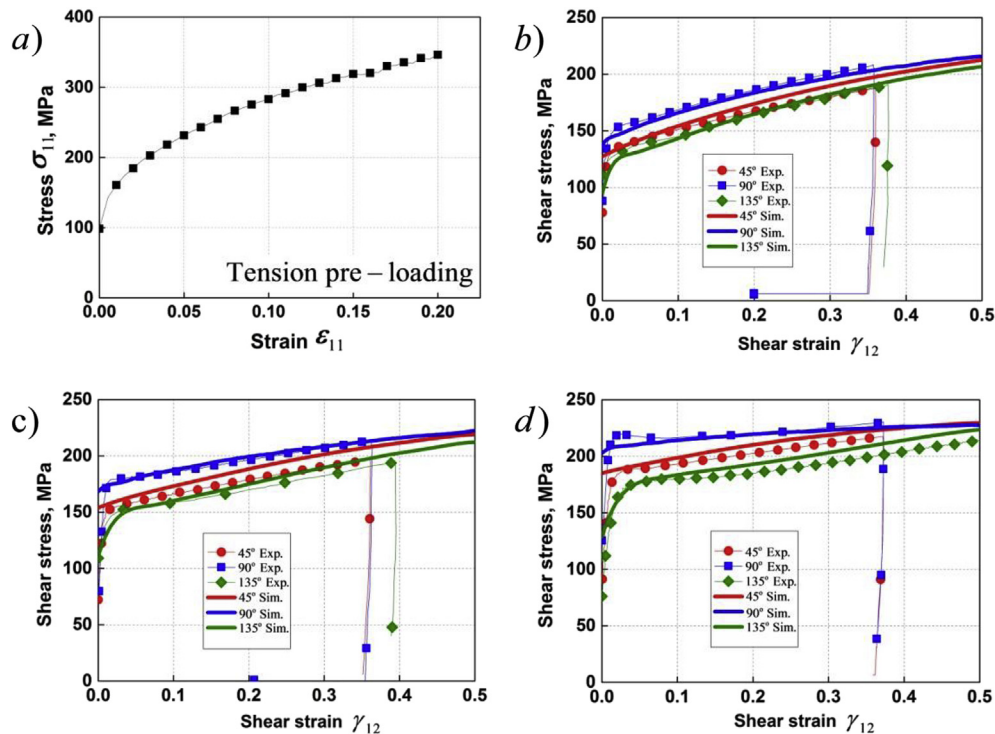 a)
400
300
200
100
0
Stress σ₁₁, MPa
Tension pre – loading
0.00 0.05 0.10 0.15 0.20
Strain ε₁₁
b)
250
200
150
100
50
0
Shear stress, MPa
45° Exp.
90° Exp.
135° Exp.
45° Sim.
90° Sim.
135° Sim.
0.0 0.1 0.2 0.3 0.4 0.5
Shear strain γ₁₂
c)
250
200
150
100
50
0
Shear stress, MPa
45° Exp.
90° Exp.
135° Exp.
45° Sim.
90° Sim.
135° Sim.
0.0 0.1 0.2 0.3 0.4 0.5
Shear strain γ₁₂
d)
250
200
150
100
50
0
Shear stress, MPa
45° Exp.
90° Exp.
135° Exp.
45° Sim.
90° Sim.
135° Sim.
0.0 0.1 0.2 0.3 0.4 0.5
Shear strain γ₁₂